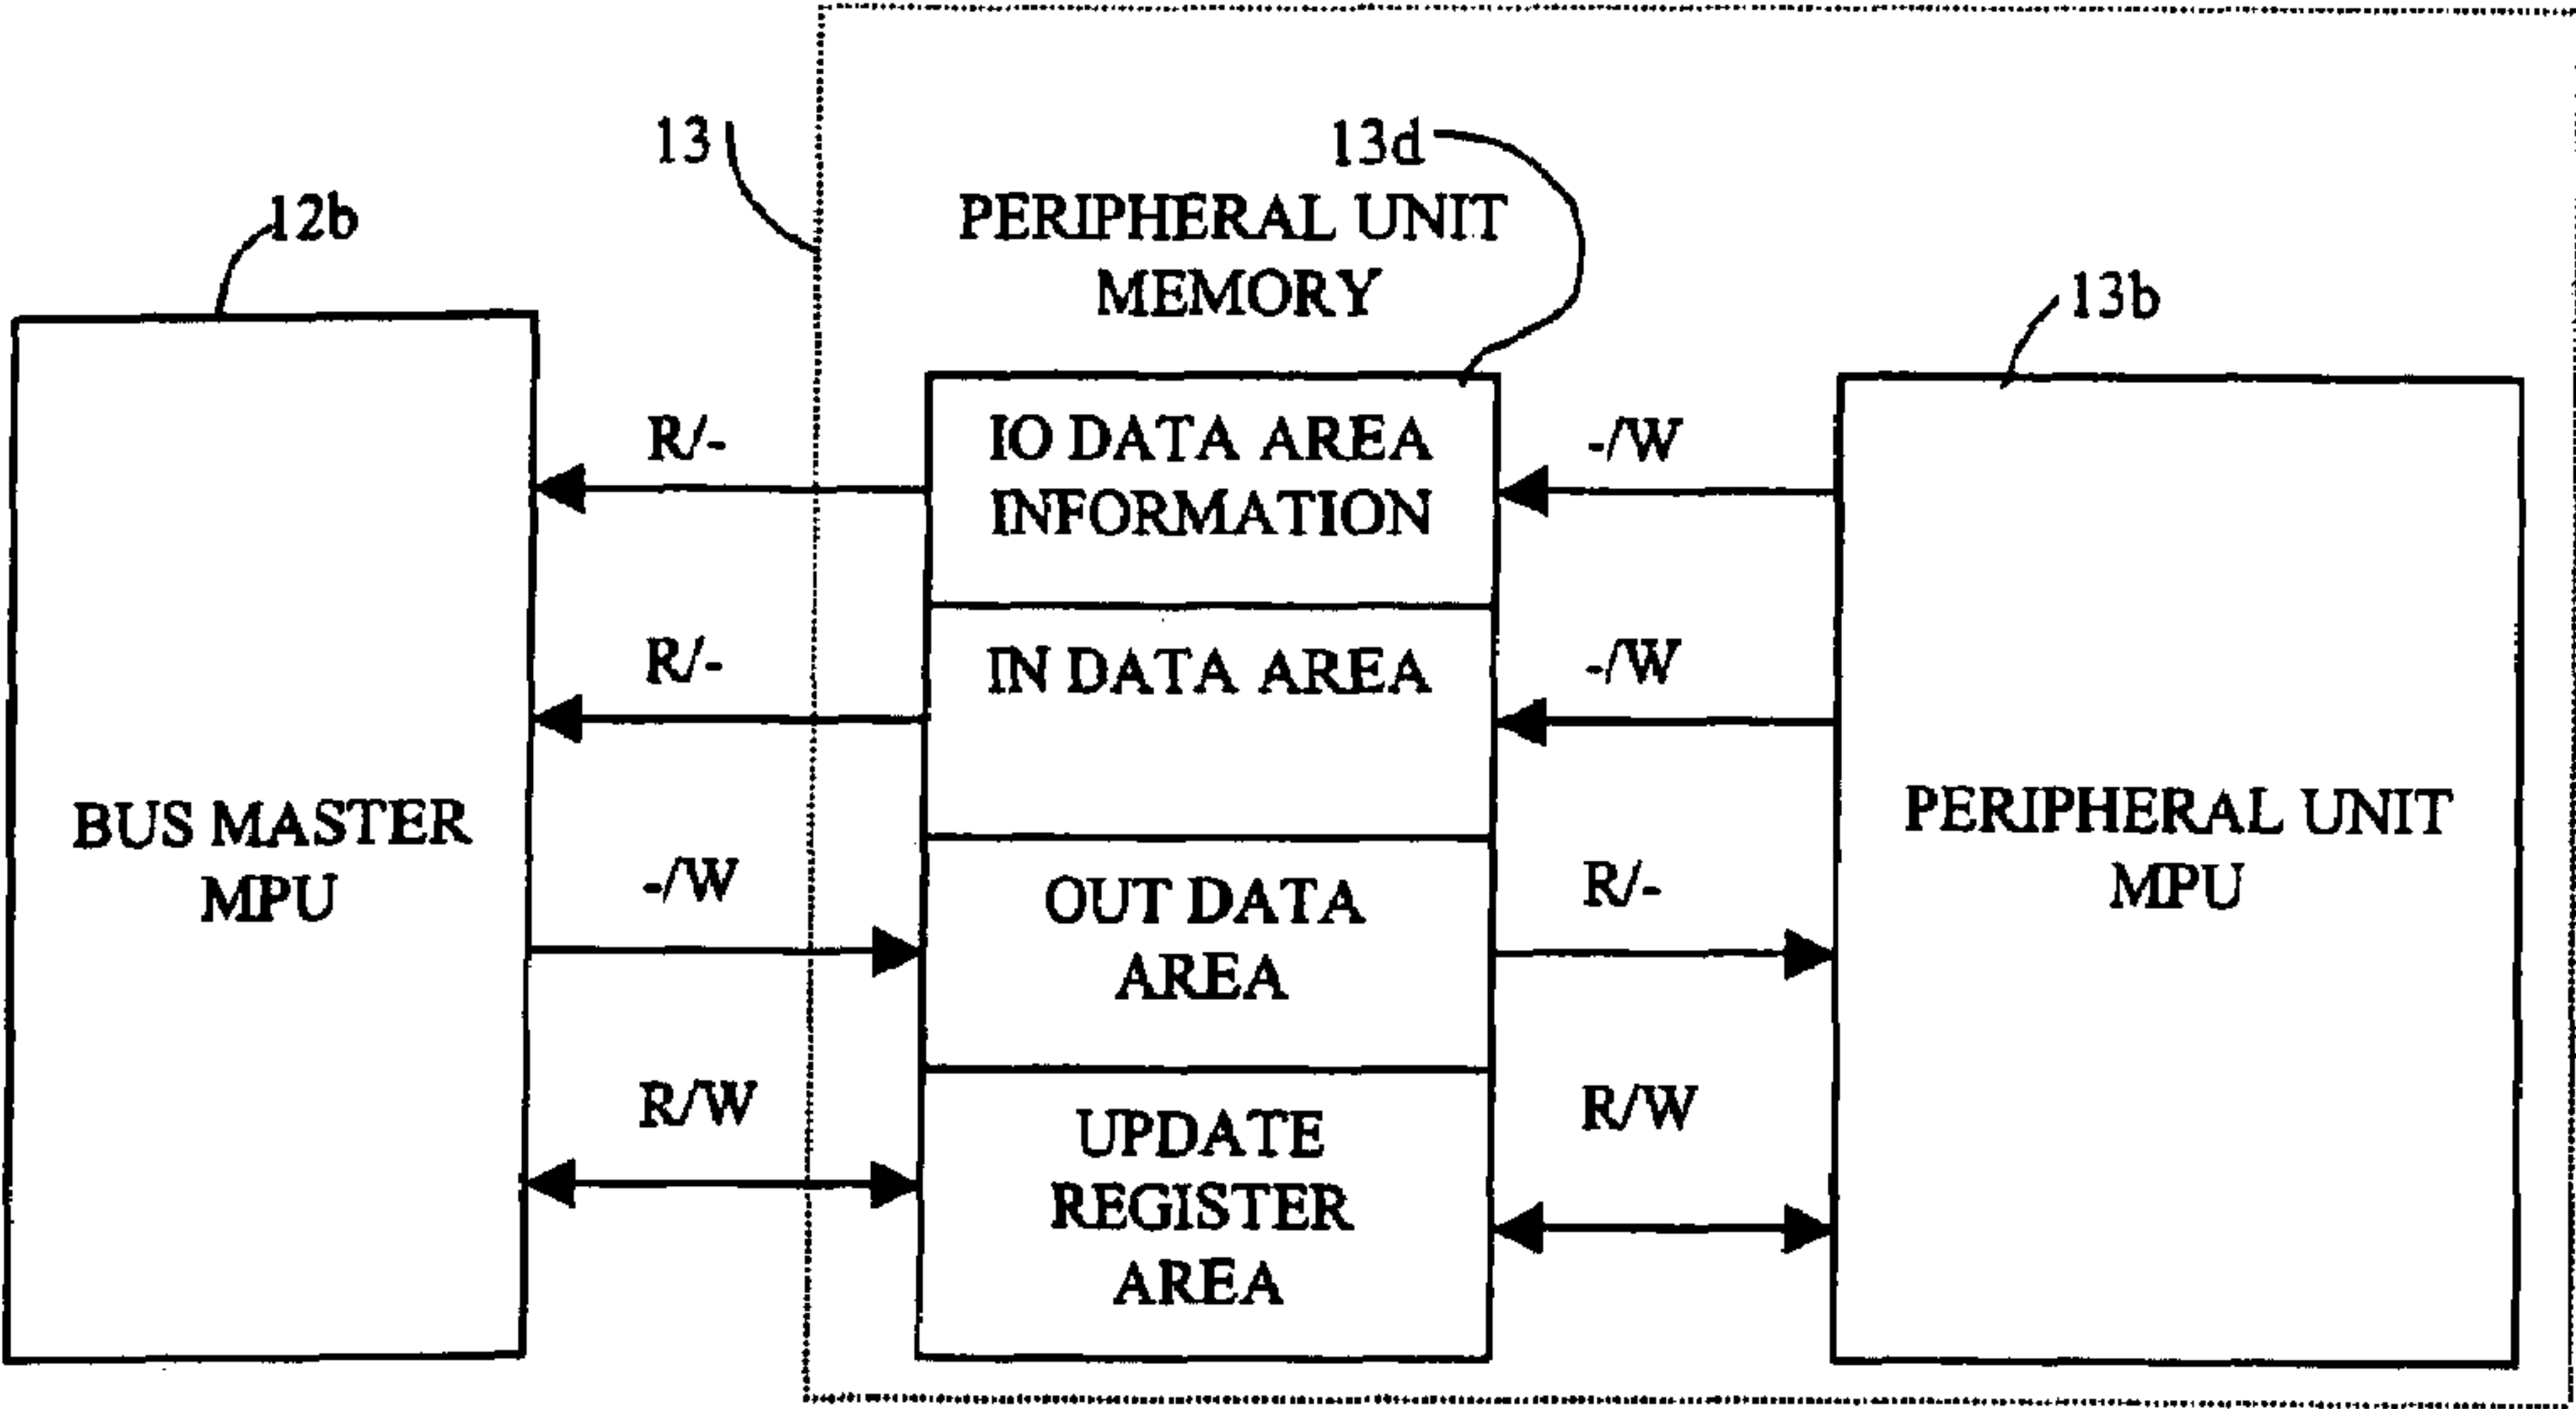 13
13d
12b
PERIPHERAL UNIT
MEMORY
13b
R/-
IO DATA AREA
INFORMATION
-/W
R/-
IN DATA AREA
-/W
BUS MASTER
MPU
PERIPHERAL UNIT
MPU
-/W
OUT DATA
AREA
R/-
R/W
UPDATE
REGISTER
AREA
R/W